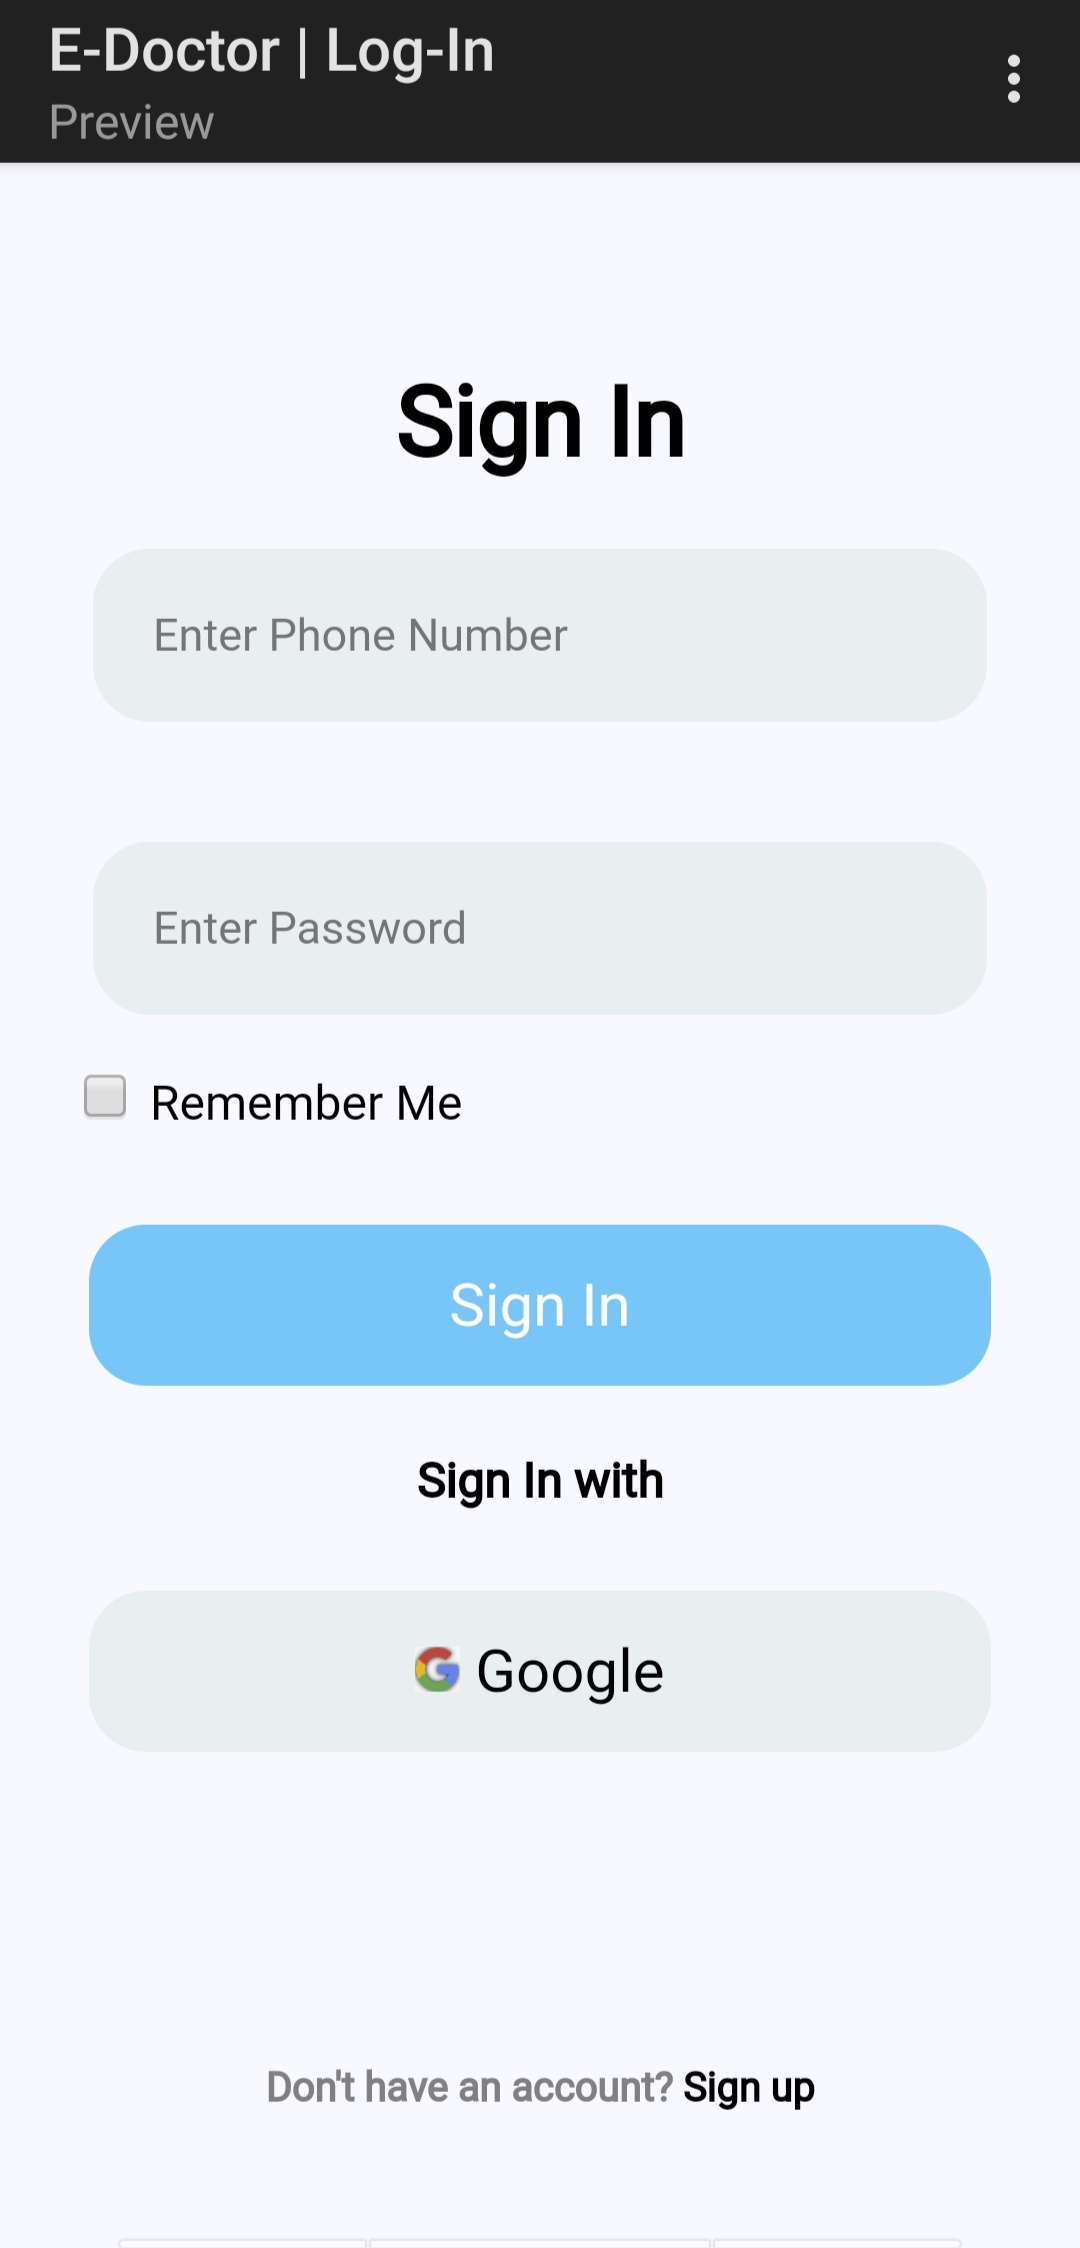 E-Doctor | Log-In
Preview
Sign In
Enter Phone Number
Enter Password
Remember Me
Sign In
Sign In with
Google
Don't have an account? Sign up